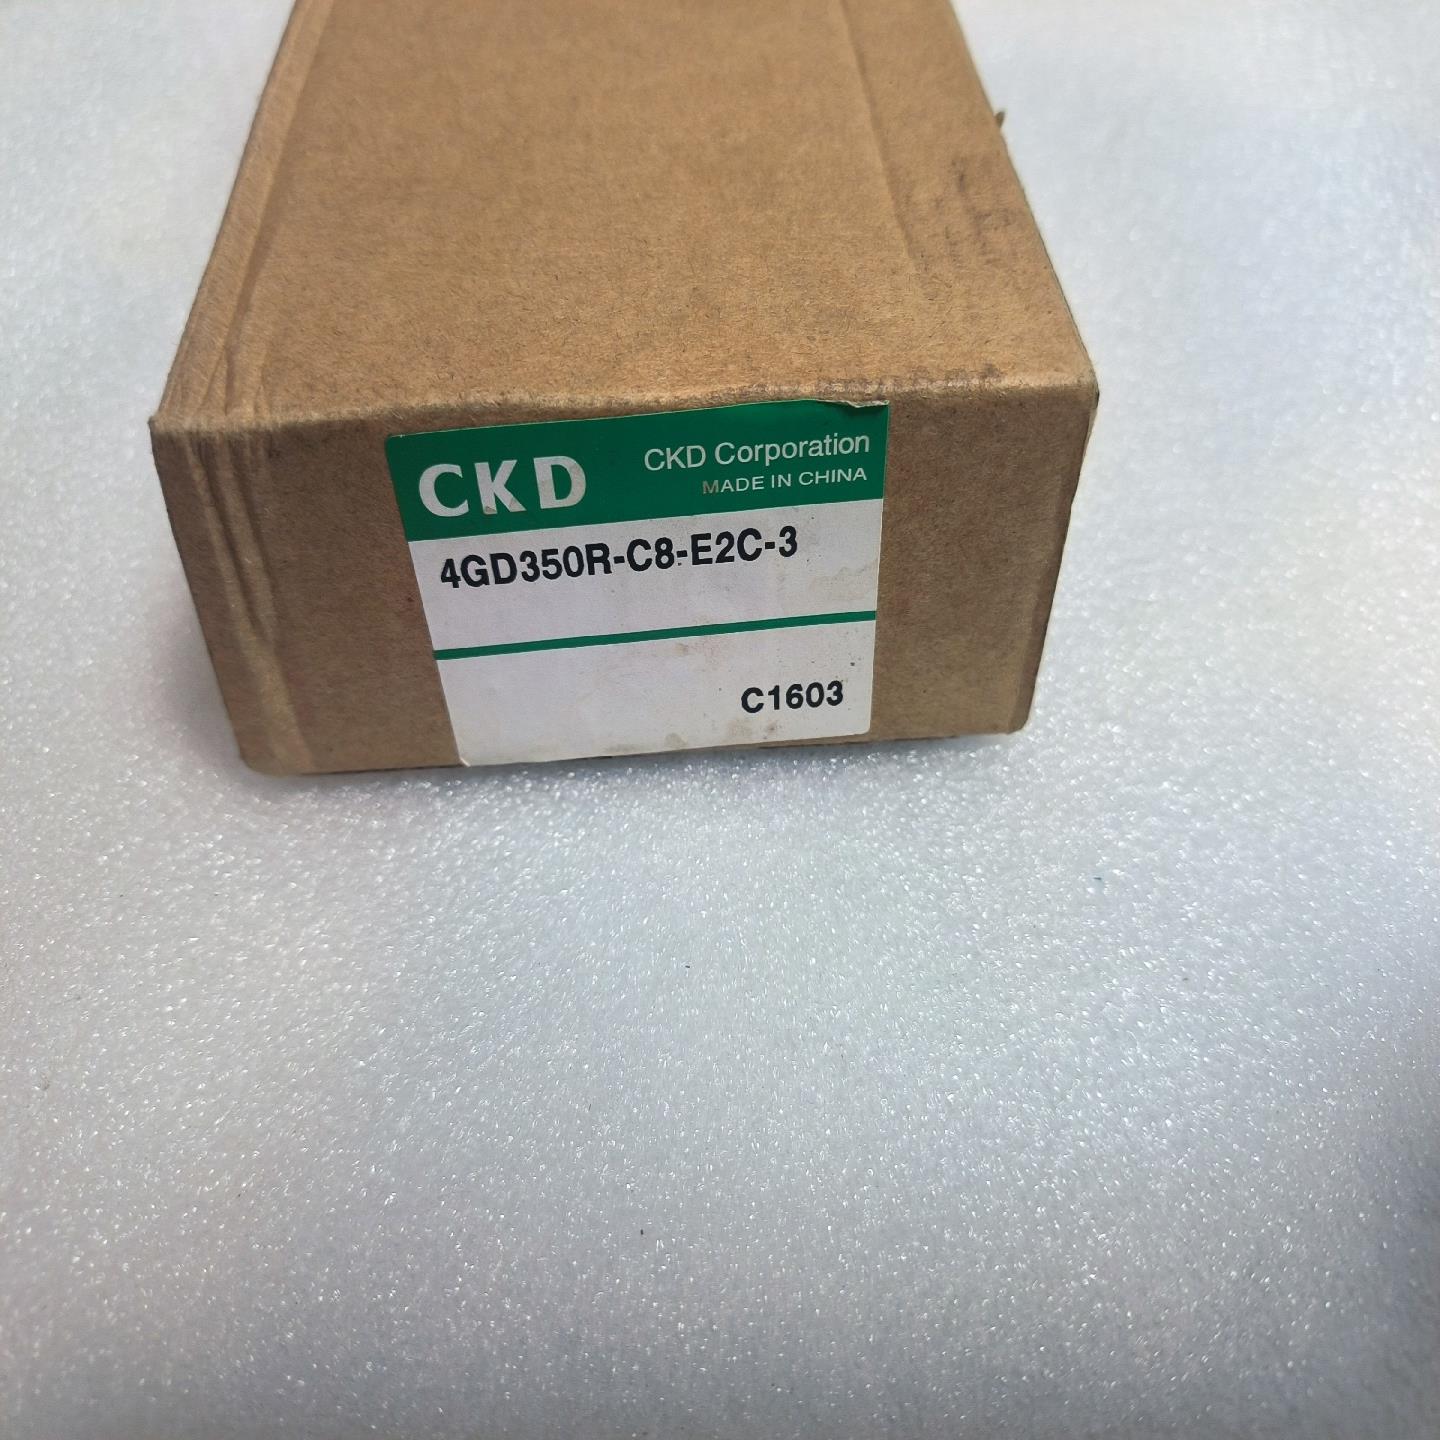 CKD
CKD Corporation
MADE IN CHINA
4GD350R-C8-E2C-3
C1603